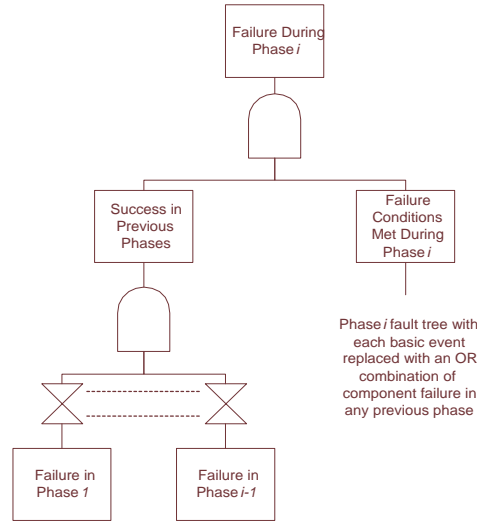 Failure During
Phase i
Success in
Previous
Phases
Failure
Conditions
Met During
Phase i
Phase i fault tree with
each basic event
replaced with an OR
combination of
component failure in
any previous phase
Failure in
Phase 1
Failure in
Phase i-1